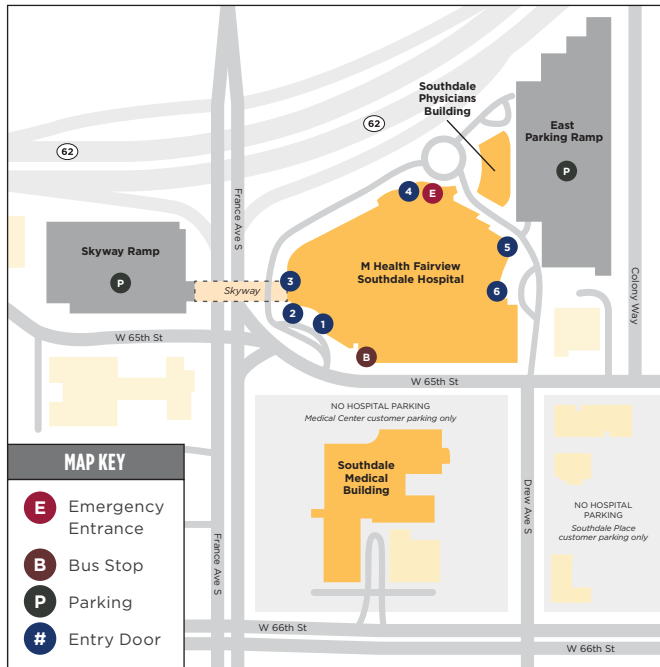 Southdale
Physicians
Building
62
62
East
Parking Ramp
P
France Ave S
4
E
5
M Health Fairview
Southdale Hospital
Skyway Ramp
P
Skyway
3
6
2
1
Colony Way
W 65th St
B
W 65th St
NO HOSPITAL PARKING
Medical Center customer parking only
Southdale
Medical
Building
Drew Ave S
NO HOSPITAL
PARKING
Southdale Place
customer parking only
France Ave S
W 66th St
W 66th St
MAP KEY
E Emergency
Entrance
B Bus Stop
P Parking
# Entry Door